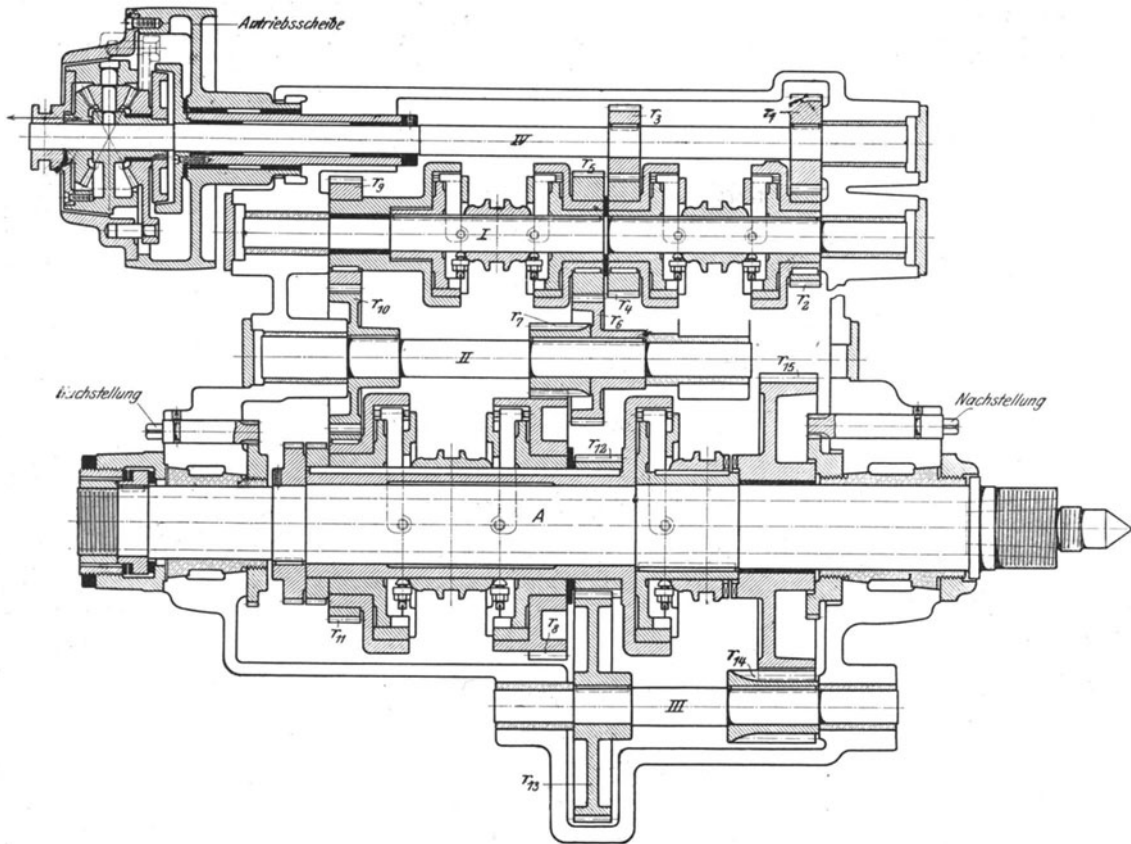 Antriebsscheibe
r3
r1
IV
r5
r9
I
r10
r4
r2
r7
r6
II
r15
Nachstellung
Nachstellung
r12
A
r11
r8
r14
III
r13